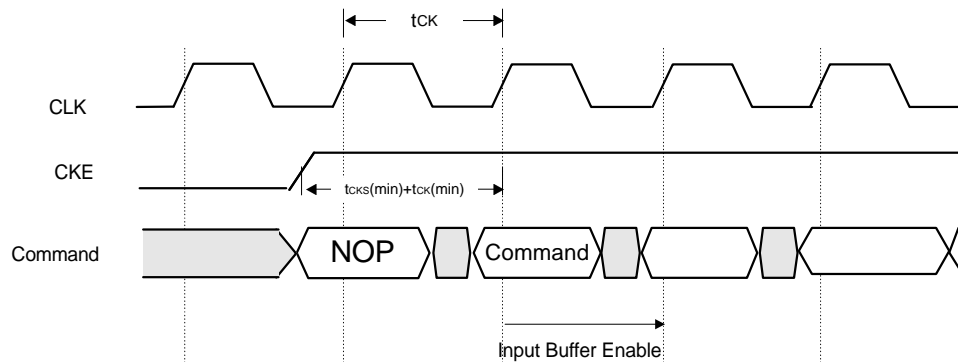 tCK
CLK
CKE
tCKS(min)+tCK(min)
Command
NOP
Command
Input Buffer Enable